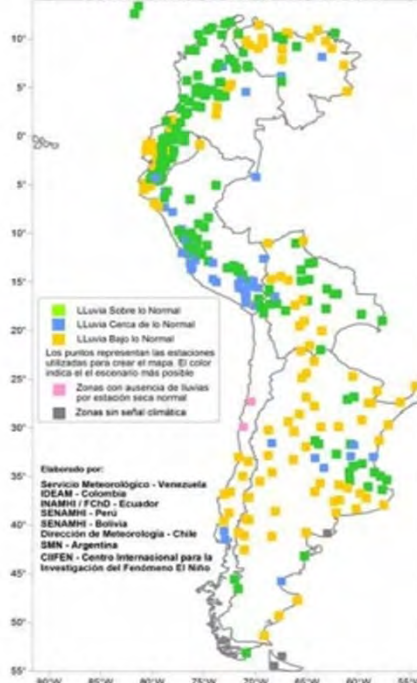 10°
5°
0°
5°
10°
15°
20°
25°
30°
35°
40°
45°
50°
55°
LLuvia Sobre lo Normal
LLuvia Cerca de lo Normal
LLuvia Bajo lo Normal
Los puntos representan las estaciones
utilizadas para crear el mapa. El color
indica el el escenario más posible
Zonas con ausencia de lluvias
por estación seca normal
Zonas sin señal climática
Elaborado por:
Servicio Meteorológico - Venezuela
IDEAM - Colombia
INAMHI / FChD - Ecuador
SENAMHI - Perú
SENAMHI - Bolivia
Dirección de Meteorología - Chile
SMN - Argentina
CIIFEN - Centro Internacional para la
Investigación del Fenómeno El Niño
80°W 75°W 70°W 65°W 60°W